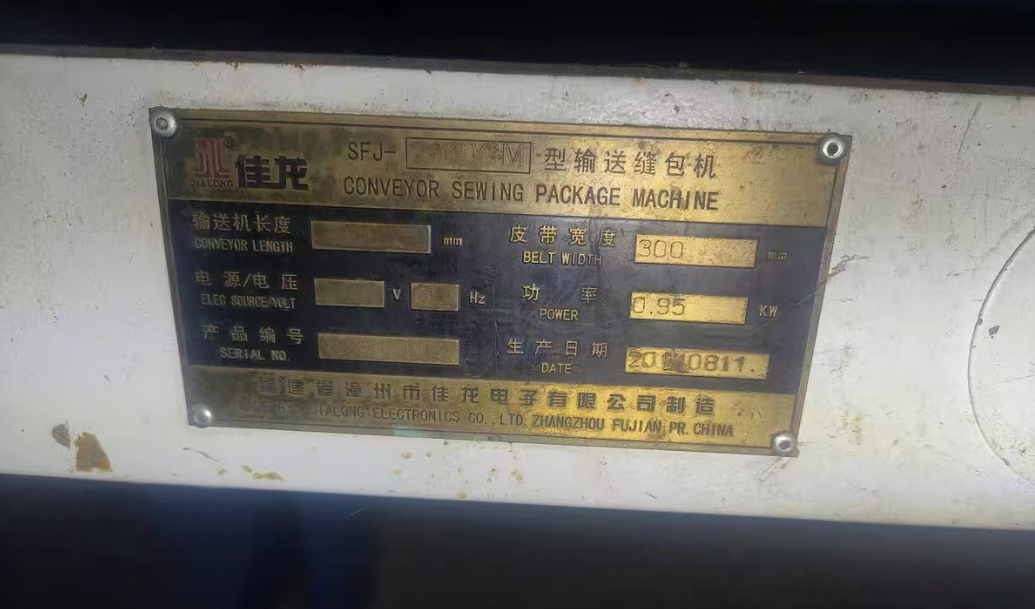 JIALONG 佳龙
SFJ- 型输送缝包机
CONVEYOR SEWING PACKAGE MACHINE
输送机长度 mm
CONVEYOR LENGTH
皮带宽度 300 mm
BELT WIDTH
电源/电压 V Hz
ELEC SOURCE/VOLT
功率 0.95 KW
POWER
产品编号
SERIAL NO.
生产日期
DATE
福建省漳州市佳龙电子有限公司制造
BY JIALONG ELECTRONICS CO., LTD. ZHANGZHOU FUJIAN, PR. CHINA